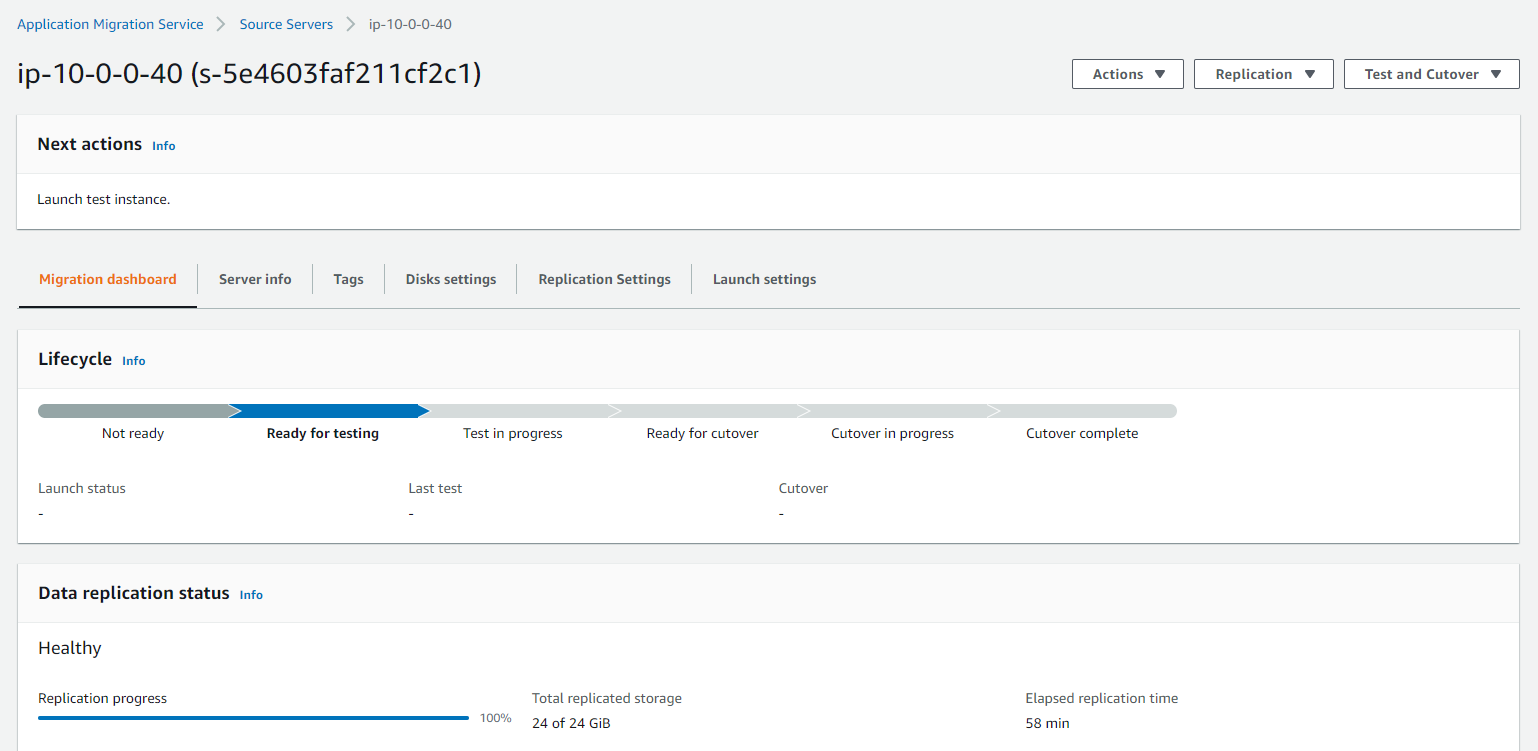 Application Migration Service Source Servers ip-10-0-0-40
ip-10-0-0-40 (s-5e4603faf211cf2c1)
Actions Replication Test and Cutover
Next actions Info
Launch test instance.
Migration dashboard Server info Tags Disks settings Replication Settings Launch settings
Lifecycle Info
Not ready Ready for testing Test in progress Ready for cutover Cutover in progress Cutover complete
Launch status Last test Cutover
- - -
Data replication status Info
Healthy
Replication progress Total replicated storage Elapsed replication time
100% 24 of 24 GiB 58 min